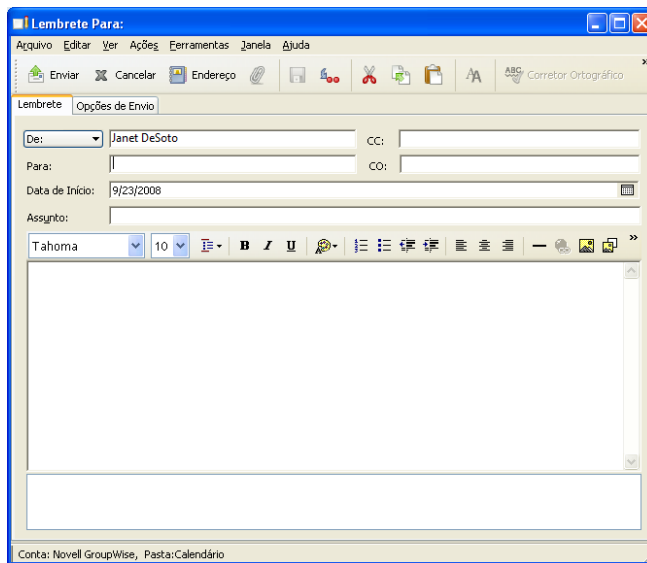 Lembrete Para:
Arquivo Editar Ver Ações Ferramentas Janela Ajuda
Enviar Cancelar Endereço ABC Corretor Ortográfico »
Lembrete Opções de Envio
De: Janet DeSoto CC:
Para: CO:
Data de Início: 9/23/2008
Assunto:
Tahoma 10 B I U »
Conta: Novell GroupWise, Pasta:Calendário